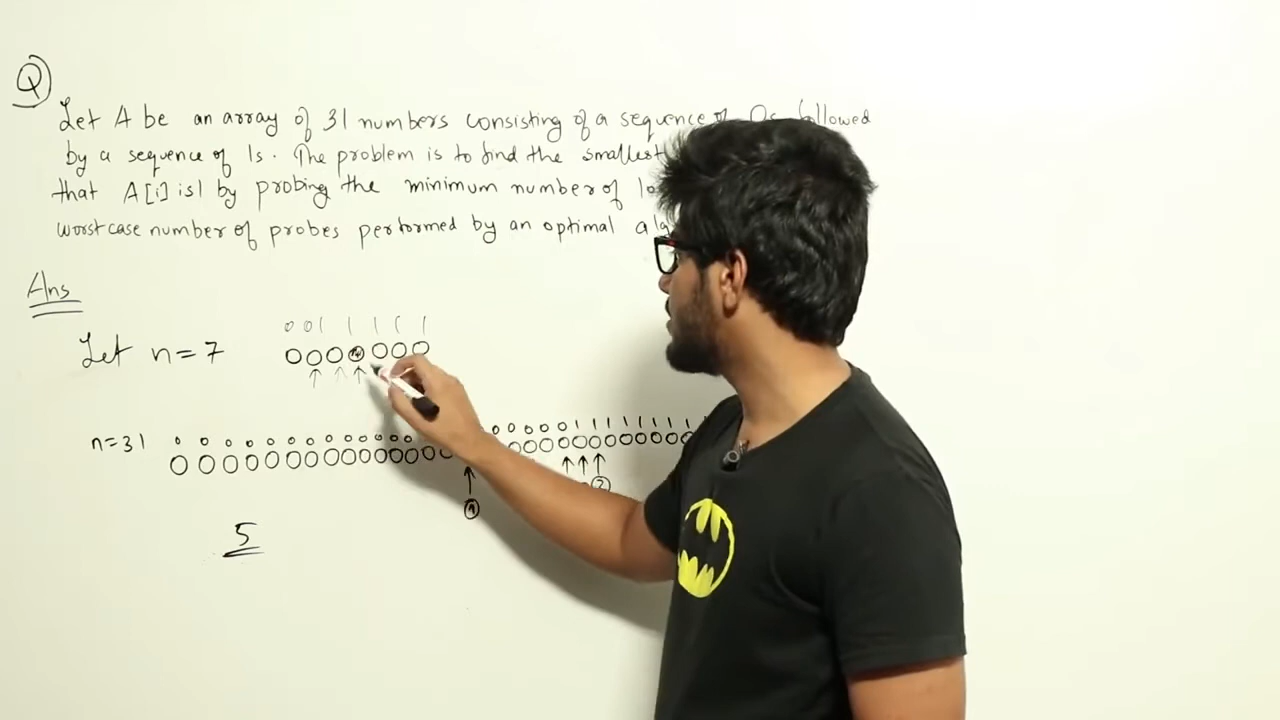 Q)
Let A be an array of 31 numbers consisting of a sequence of 0s followed
by a sequence of 1s. The problem is to find the smallest
that A[i] is 1 by probing the minimum number of
worst case number of probes performed by an optimal
Ans
Let n=7
0 0 1 1 1 1 1
n=31
0 0 0 0 0 0 0 0 0 0 0 0 0 0 0 0 0 1 1 1 1 1 1 1
1
2
5